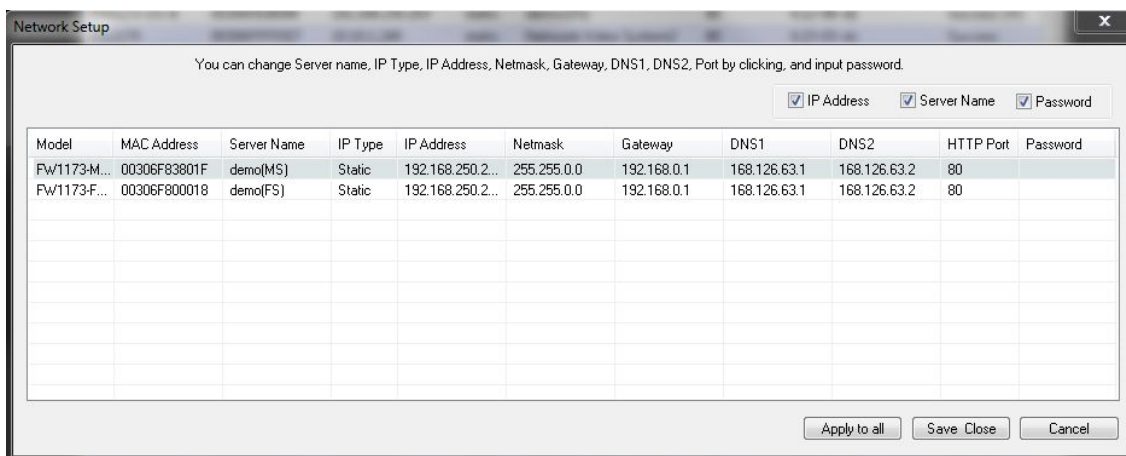 Network Setup
X
You can change Server name, IP Type, IP Address, Netmask, Gateway, DNS1, DNS2, Port by clicking, and input password.
IP Address Server Name Password
Model MAC Address Server Name IP Type IP Address Netmask Gateway DNS1 DNS2 HTTP Port Password
FW1173-M... 00306F83801F demo(MS) Static 192.168.250.2... 255.255.0.0 192.168.0.1 168.126.63.1 168.126.63.2 80
FW1173-F... 00306F800018 demo(FS) Static 192.168.250.2... 255.255.0.0 192.168.0.1 168.126.63.1 168.126.63.2 80
Apply to all Save Close Cancel